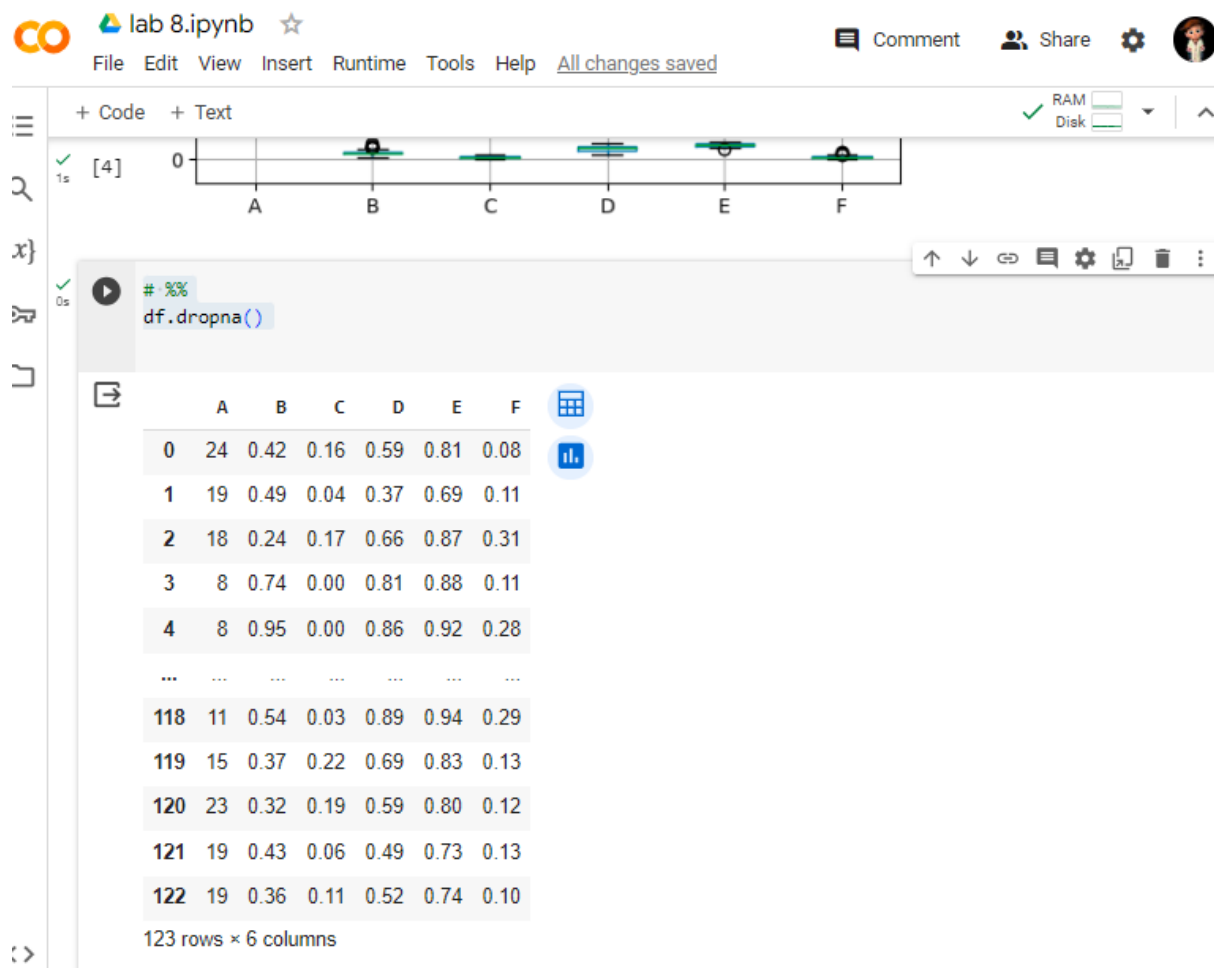 CO lab 8.ipynb
File Edit View Insert Runtime Tools Help All changes saved
Comment Share
+ Code + Text
RAM
Disk
1s
[4]
0
A B C D E F
x}
0s
# %%
df.dropna()
A B C D E F
0 24 0.42 0.16 0.59 0.81 0.08
1 19 0.49 0.04 0.37 0.69 0.11
2 18 0.24 0.17 0.66 0.87 0.31
3 8 0.74 0.00 0.81 0.88 0.11
4 8 0.95 0.00 0.86 0.92 0.28
... ... ... ... ... ... ...
118 11 0.54 0.03 0.89 0.94 0.29
119 15 0.37 0.22 0.69 0.83 0.13
120 23 0.32 0.19 0.59 0.80 0.12
121 19 0.43 0.06 0.49 0.73 0.13
122 19 0.36 0.11 0.52 0.74 0.10
123 rows × 6 columns